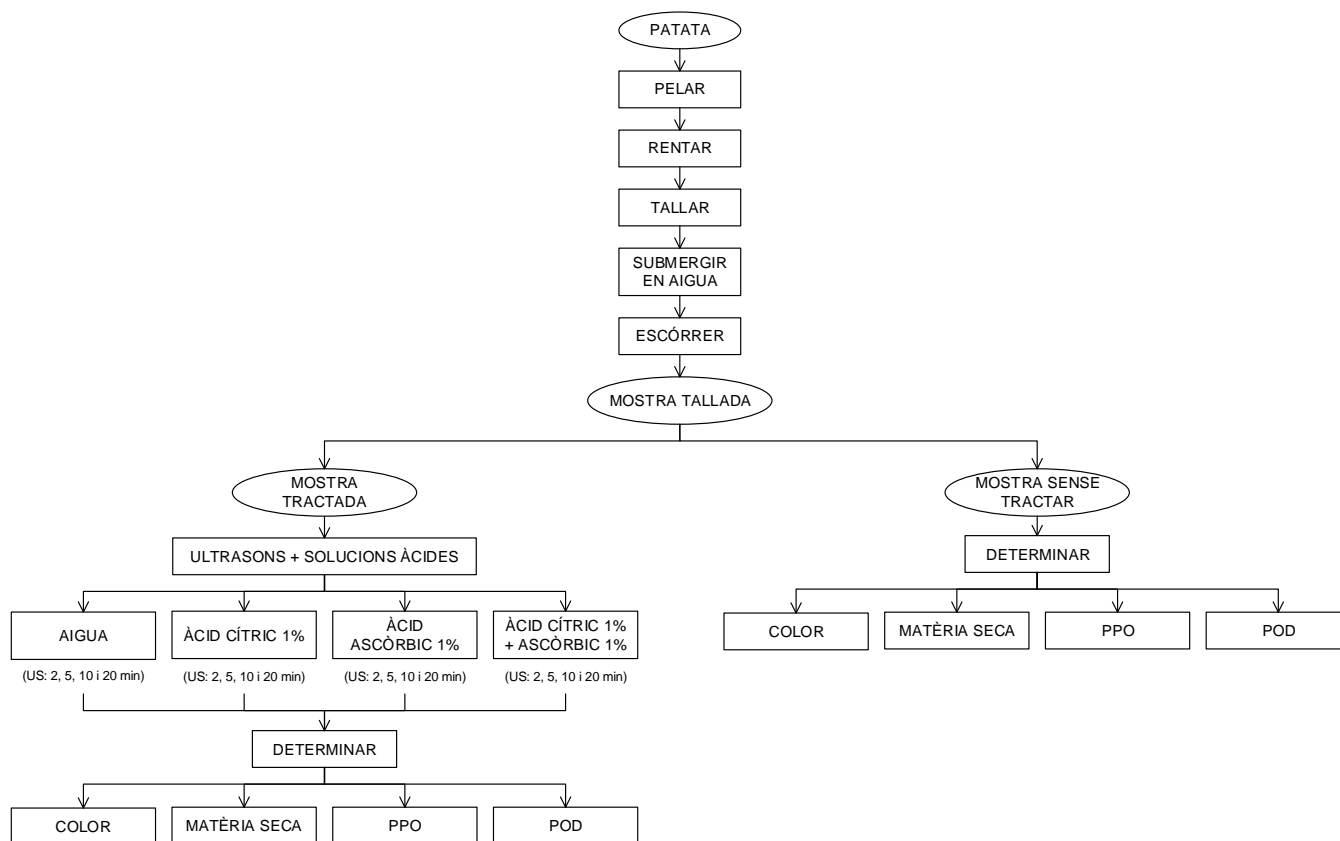 PATATA
PELAR
RENTAR
TALLAR
SUBMERGIR
EN AIGUA
ESCÓRRER
MOSTRA TALLADA
MOSTRA
TRACTADA
MOSTRA SENSE
TRACTAR
ULTRASONS + SOLUCIONS ÀCIDES
DETERMINAR
AIGUA
ÀCID CÍTRIC 1%
ÀCID
ASCÒRBIC 1%
ÀCID CÍTRIC 1%
+ ASCÒRBIC 1%
COLOR
MATÈRIA SECA
PPO
POD
(US: 2, 5, 10 i 20 min)
(US: 2, 5, 10 i 20 min)
(US: 2, 5, 10 i 20 min)
(US: 2, 5, 10 i 20 min)
DETERMINAR
COLOR
MATÈRIA SECA
PPO
POD